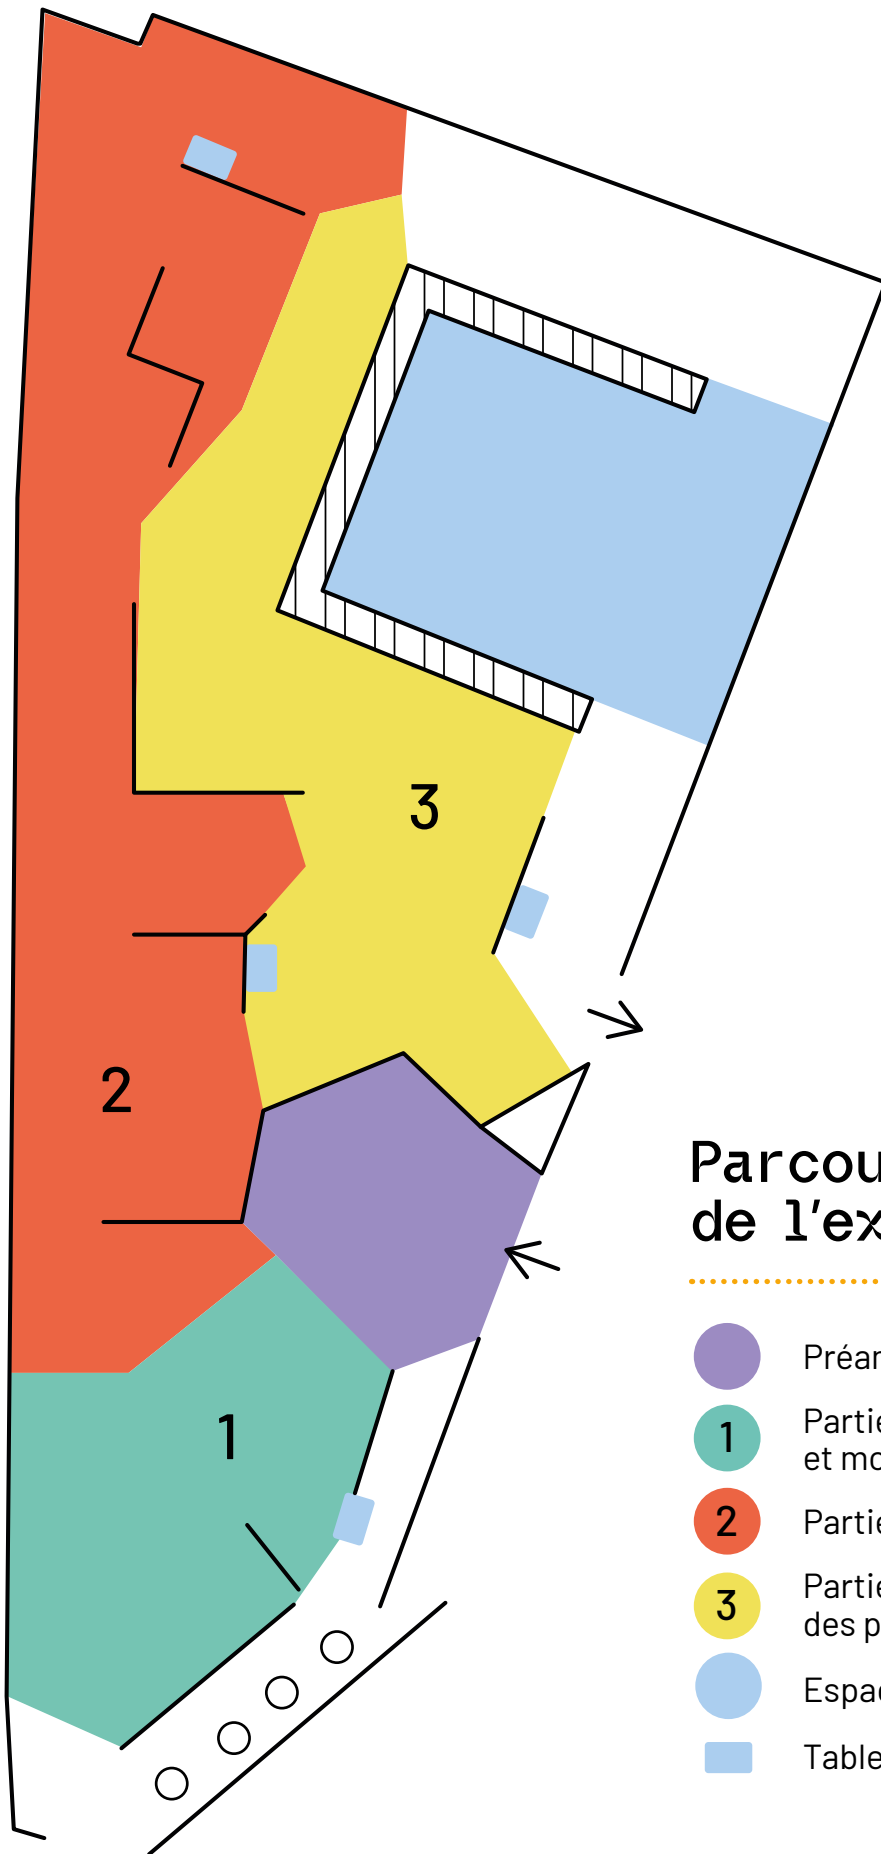 3
2
1
Parcou
de l'ex
Préar
1
Partie
et mo
2
Partie
3
Partie
des p
Espac
Table